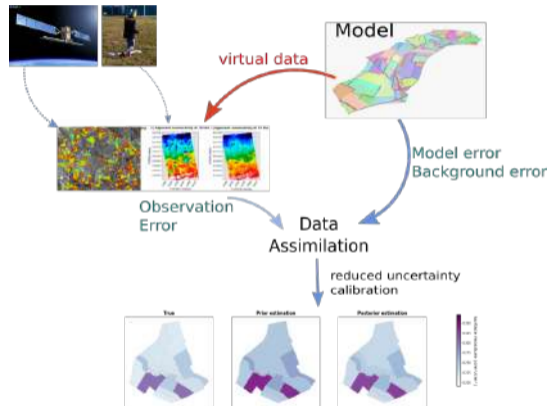 Model
virtual data
Model error
Background error
Observation
Error
Data
Assimilation
reduced uncertainty
calibration
True
Prior estimation
Posterior estimation